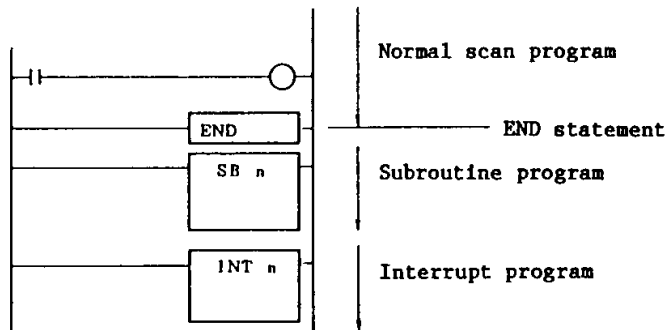 Normal scan program
END
END statement
SB n
Subroutine program
INT n
Interrupt program